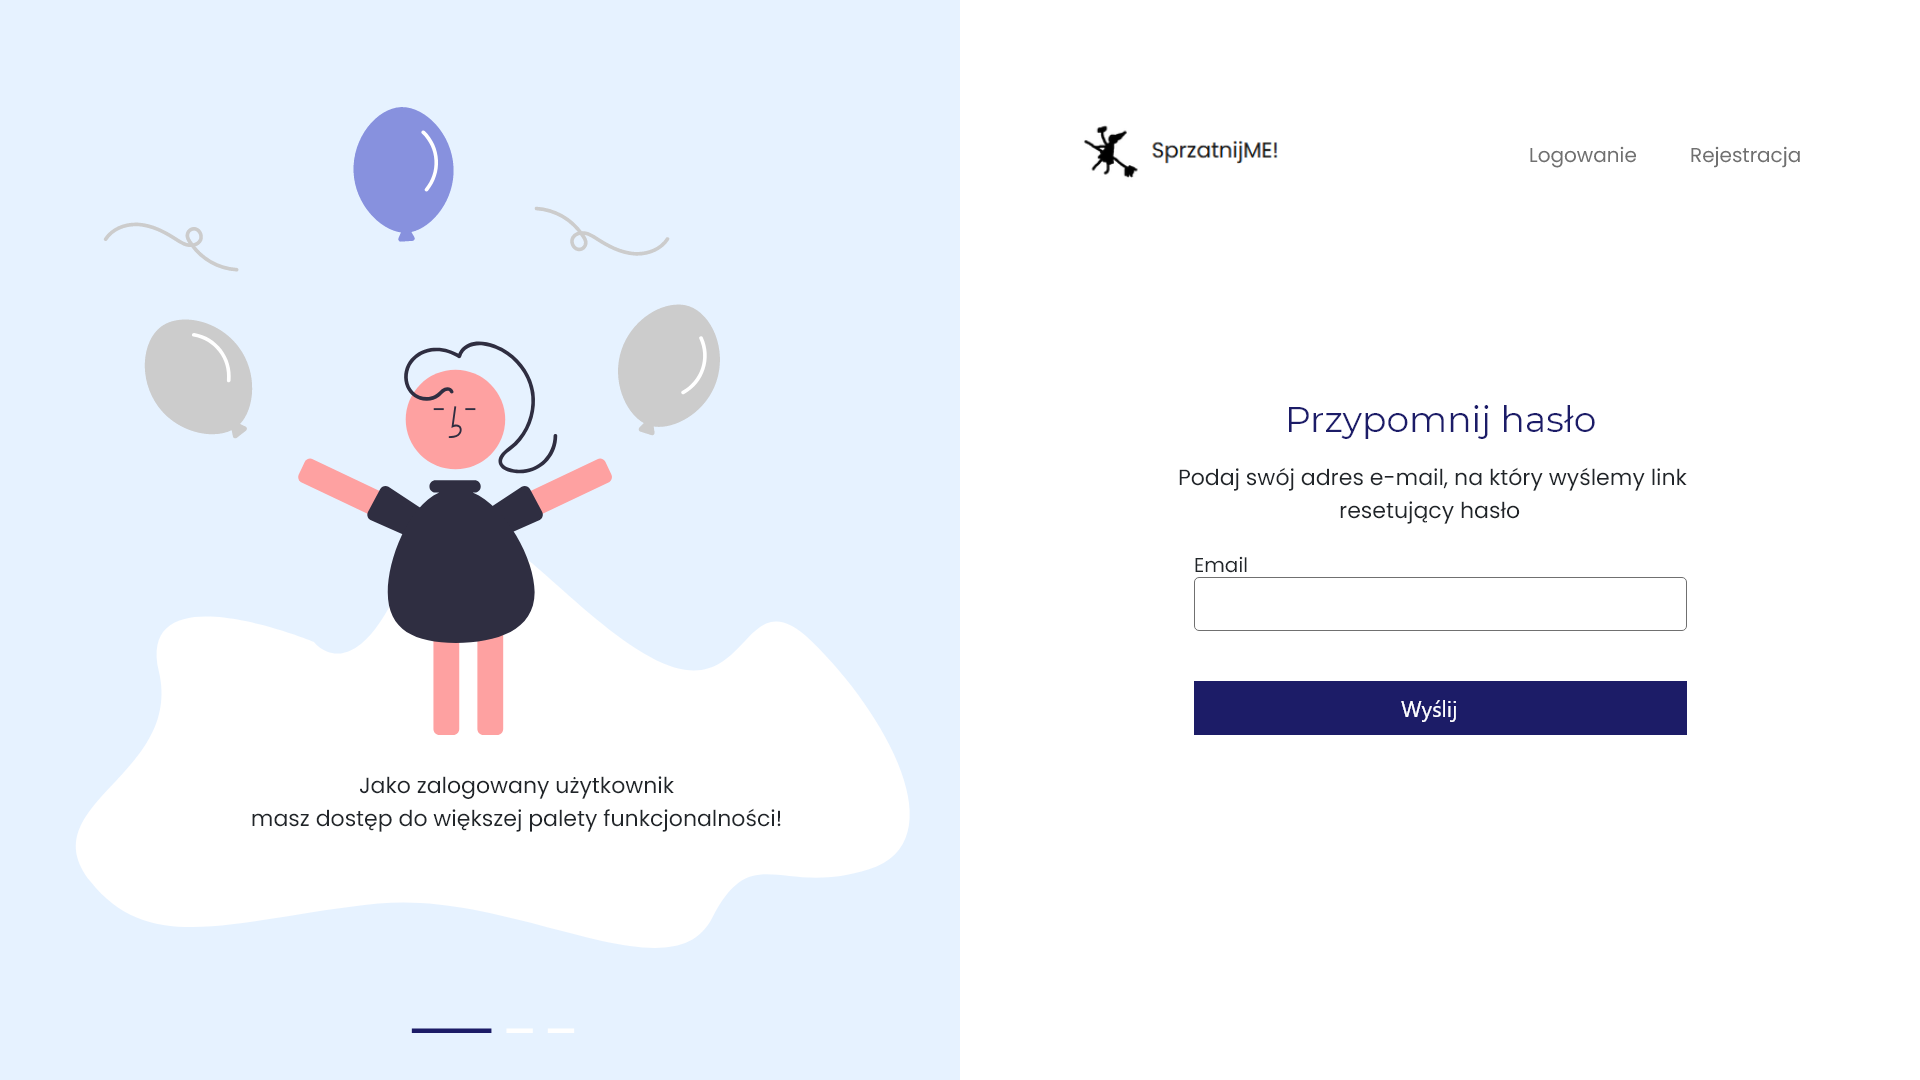 Jako zalogowany użytkownik
masz dostęp do większej palety funkcjonalności!
SprzatnijME!
Logowanie
Rejestracja
Przypomnij hasło
Podaj swój adres e-mail, na który wyślemy link
resetujący hasło
Email
Wyślij